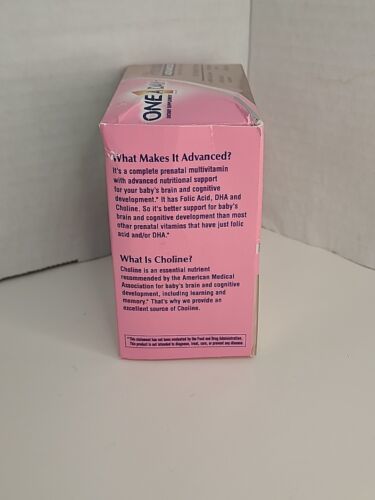 ONE A DAY
DIETARY SUPPLEMENT
What Makes It Advanced?
It's a complete prenatal multivitamin
with advanced nutritional support
for your baby's brain and cognitive
development.* It has Folic Acid, DHA and
Choline. So it's better support for baby's
brain and cognitive development than most
other prenatal vitamins that have just folic
acid and/or DHA.*
What Is Choline?
Choline is an essential nutrient
recommended by the American Medical
Association for baby's brain and cognitive
development, including learning and
memory.* That's why we provide an
excellent source of Choline.
*This statement has not been evaluated by the Food and Drug Administration.
This product is not intended to diagnose, treat, cure, or prevent any disease.